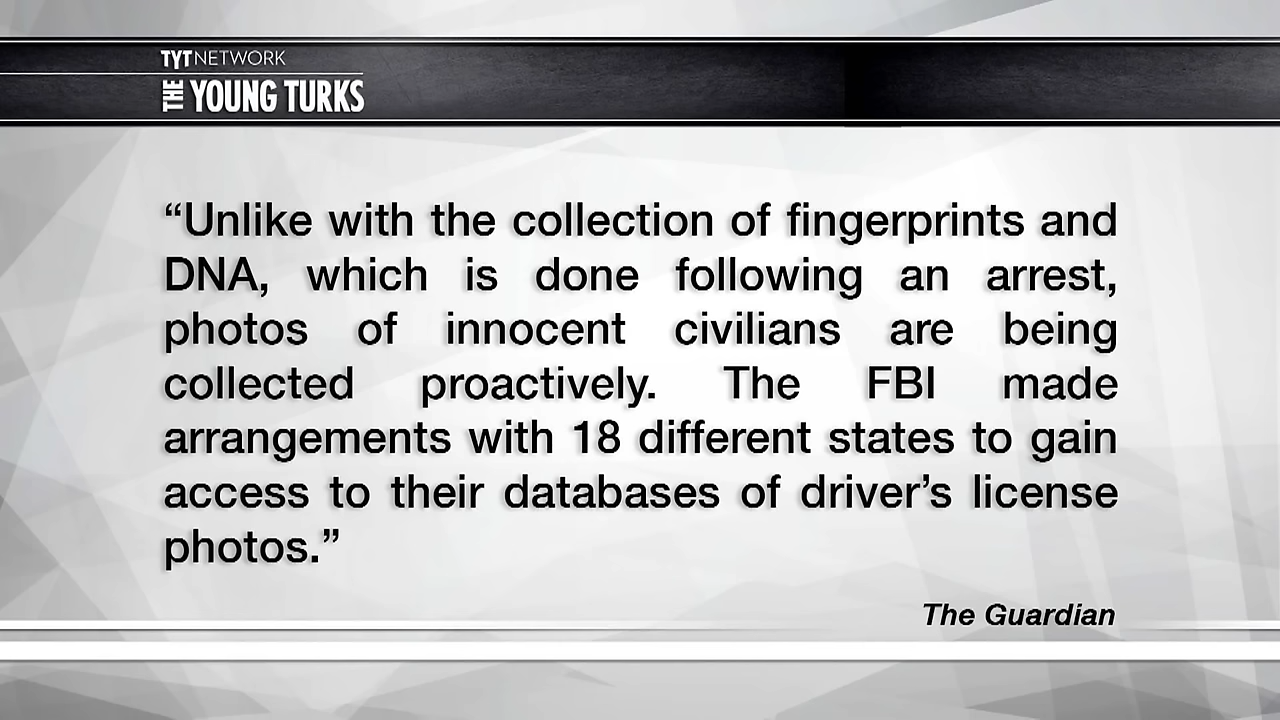 TYT NETWORK
THE YOUNG TURKS
“Unlike with the collection of fingerprints and
DNA, which is done following an arrest,
photos of innocent civilians are being
collected proactively. The FBI made
arrangements with 18 different states to gain
access to their databases of driver’s license
photos.”
The Guardian